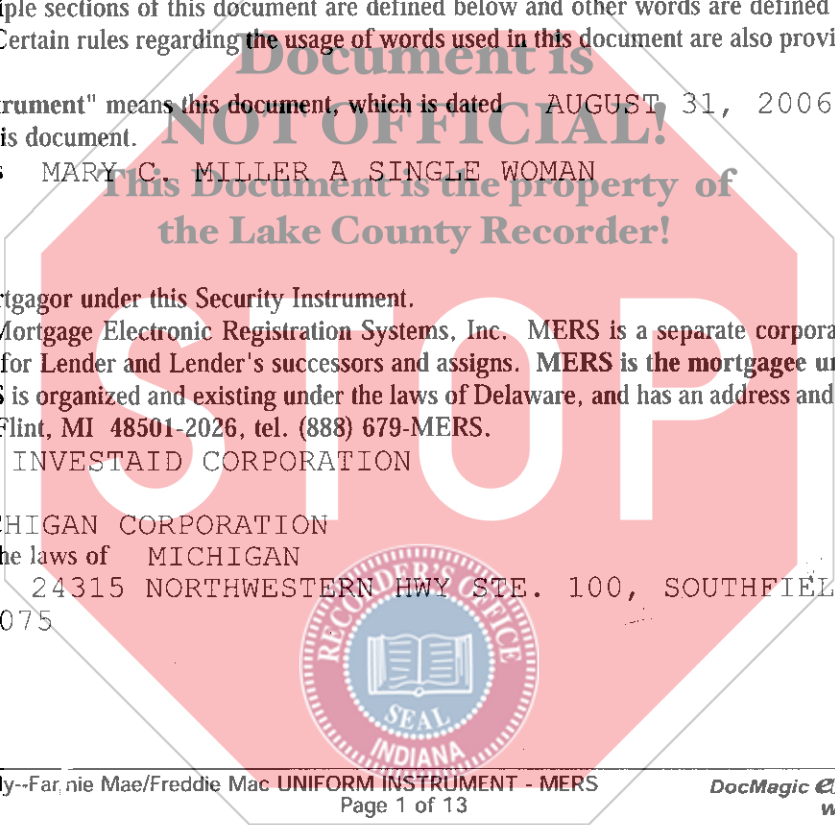 iple sections of this document are defined below and other words are defined
Certain rules regarding the usage of words used in this document are also provi
Document is
trument" means this document, which is dated AUGUST 31, 2006
is document.
NOT OFFICIAL!
s MARY C. MILLER A SINGLE WOMAN
This Document is the property of
the Lake County Recorder!
rtgagor under this Security Instrument.
Mortgage Electronic Registration Systems, Inc. MERS is a separate corpora
for Lender and Lender's successors and assigns. MERS is the mortgagee u
S is organized and existing under the laws of Delaware, and has an address and
Flint, MI 48501-2026, tel. (888) 679-MERS.
STOP
INVESTAID CORPORATION
CHIGAN CORPORATION
he laws of MICHIGAN
24315 NORTHWESTERN HWY STE. 100, SOUTHFIEL
075
RECORDER'S OFFICE
SEAL
INDIANA
ly--Fannie Mae/Freddie Mac UNIFORM INSTRUMENT - MERS
Page 1 of 13
DocMagic
w